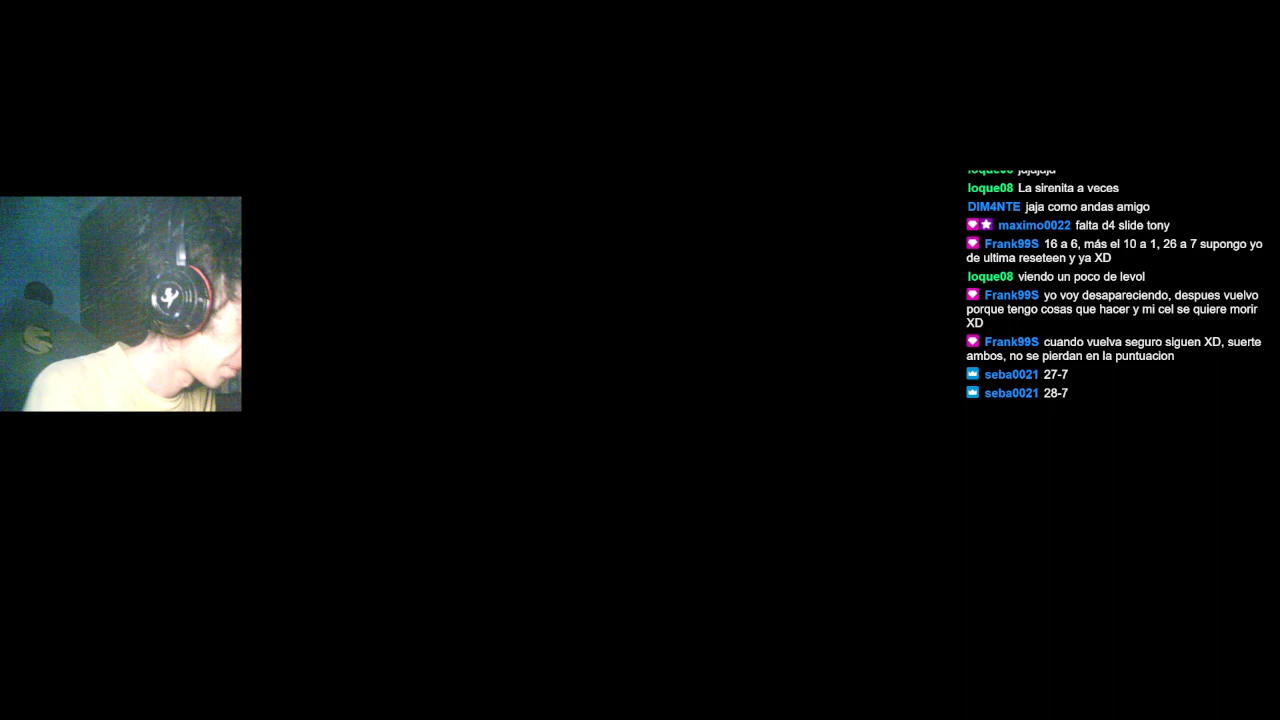 loque08 jajajaja
loque08 La sirenita a veces
DIM4NTE jaja como andas amigo
maximo0022 falta d4 slide tony
Frank99S 16 a 6, más el 10 a 1, 26 a 7 supongo yo
de ultima reseteen y ya XD
loque08 viendo un poco de levol
Frank99S yo voy desapareciendo, despues vuelvo
porque tengo cosas que hacer y mi cel se quiere morir
XD
Frank99S cuando vuelva seguro siguen XD, suerte
ambos, no se pierdan en la puntuacion
seba0021 27-7
seba0021 28-7